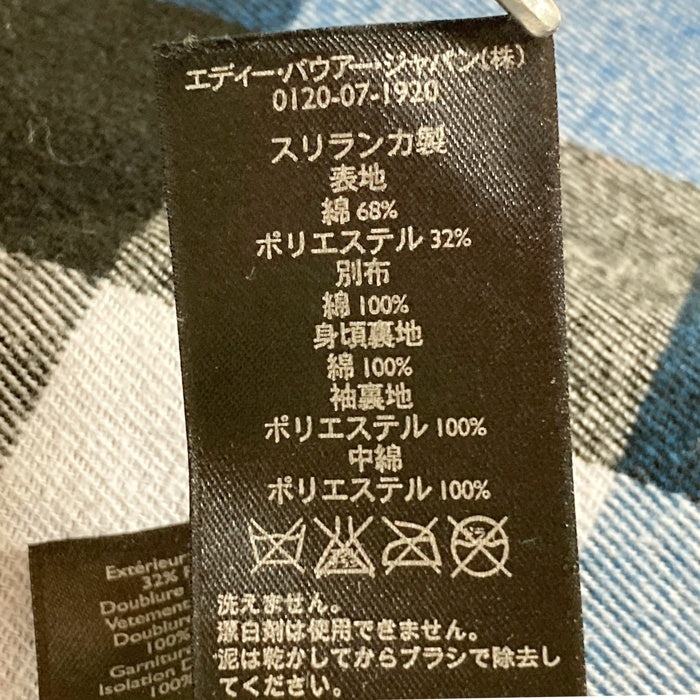 エディー・バウアー・ジャパン(株)
0120-07-1920
スリランカ製
表地
綿 68%
ポリエステル 32%
別布
綿 100%
身頃裏地
綿 100%
袖裏地
ポリエステル 100%
中綿
ポリエステル 100%
洗えません。
漂白剤は使用できません。
泥は乾かしてからブラシで除去し
てください。
Extérieur
32%
Doublure
Vetement
Doublure
100%
Garniture
Isolation
100%